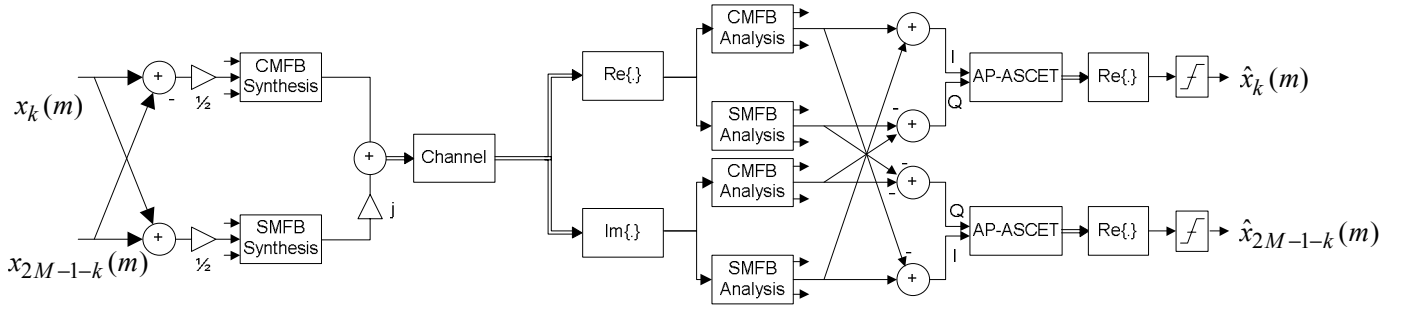 x_k(m)
+
-
½
CMFB
Synthesis
x_{2M-1-k}(m)
+
½
SMFB
Synthesis
+
j
Channel
Re{.}
Im{.}
CMFB
Analysis
SMFB
Analysis
CMFB
Analysis
SMFB
Analysis
+
-
+
-
-
+
-
+
I
Q
AP-ASCET
Re{.}
x̂_k(m)
Q
I
AP-ASCET
Re{.}
x̂_{2M-1-k}(m)